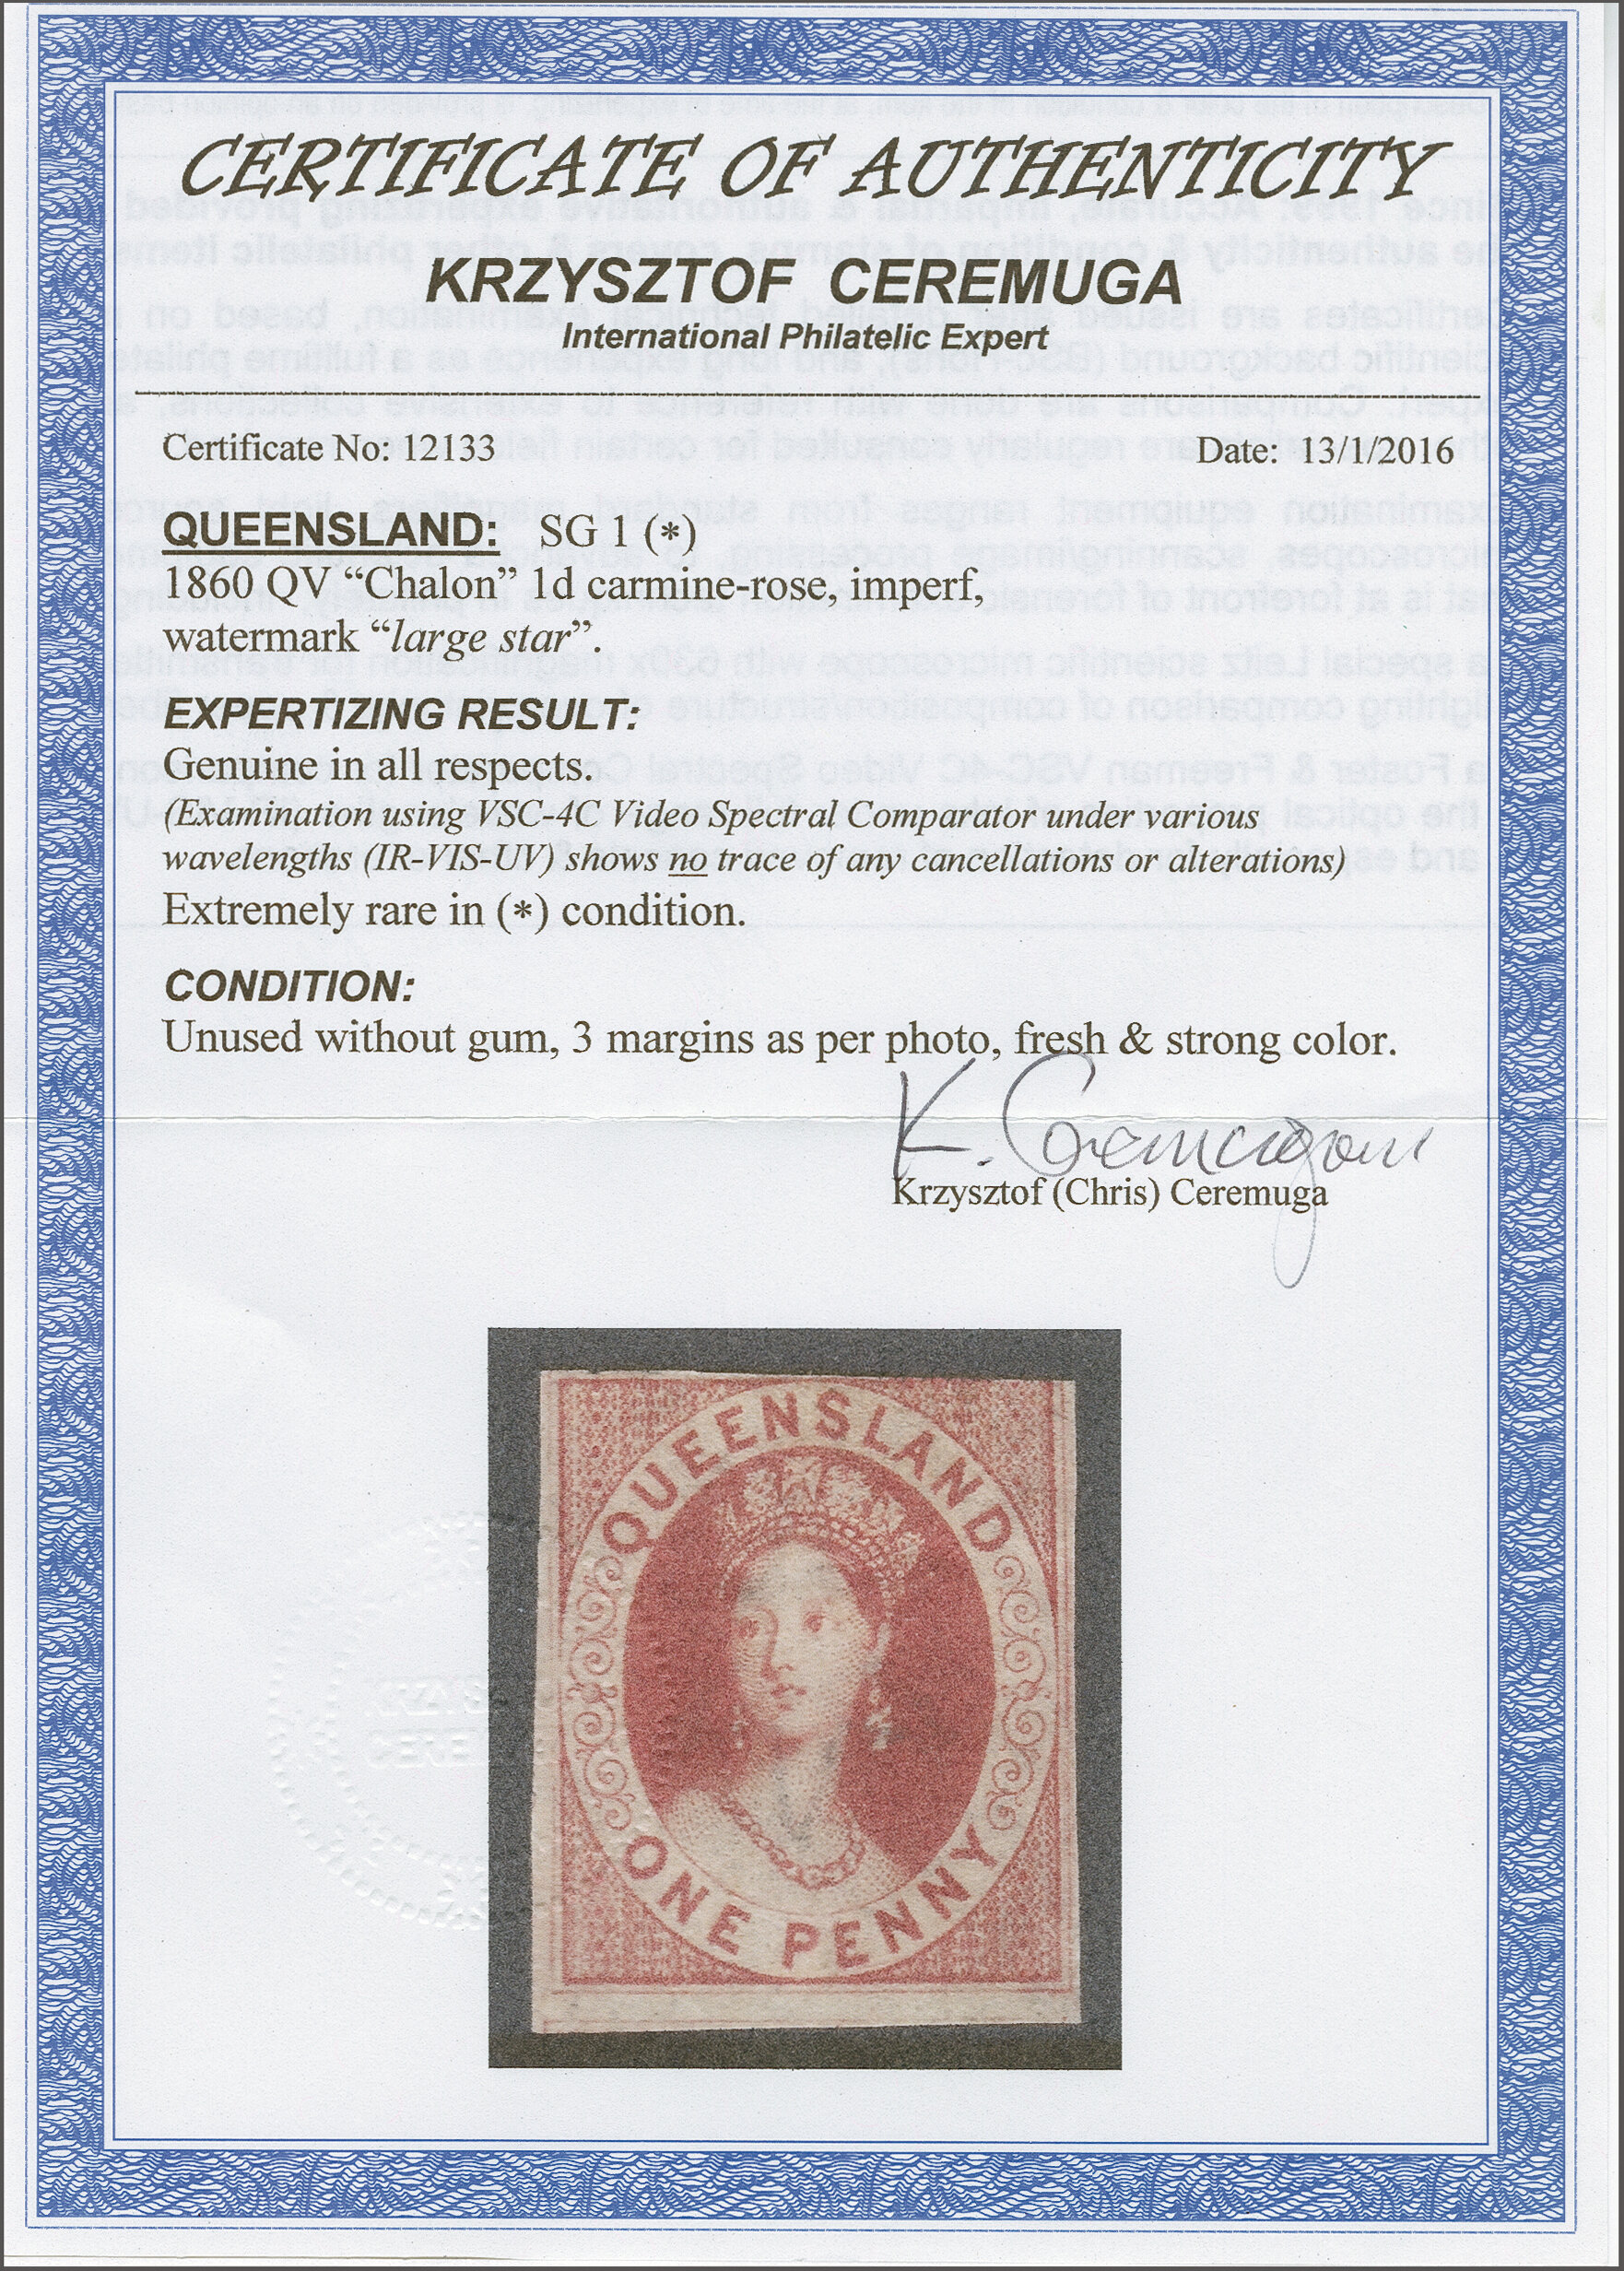 CERTIFICATE OF AUTHENTICITY
KRZYSZTOF CEREMUGA
International Philatelic Expert
Certificate No: 12133 Date: 13/1/2016
QUEENSLAND: SG 1 (*)
1860 QV “Chalon” 1d carmine-rose, imperf,
watermark “large star”.
EXPERTIZING RESULT:
Genuine in all respects.
(Examination using VSC-4C Video Spectral Comparator under various
wavelengths (IR-VIS-UV) shows no trace of any cancellations or alterations)
Extremely rare in (*) condition.
CONDITION:
Unused without gum, 3 margins as per photo, fresh & strong color.
K. Ceremuga
Krzysztof (Chris) Ceremuga
QUEENSLAND
ONE PENNY